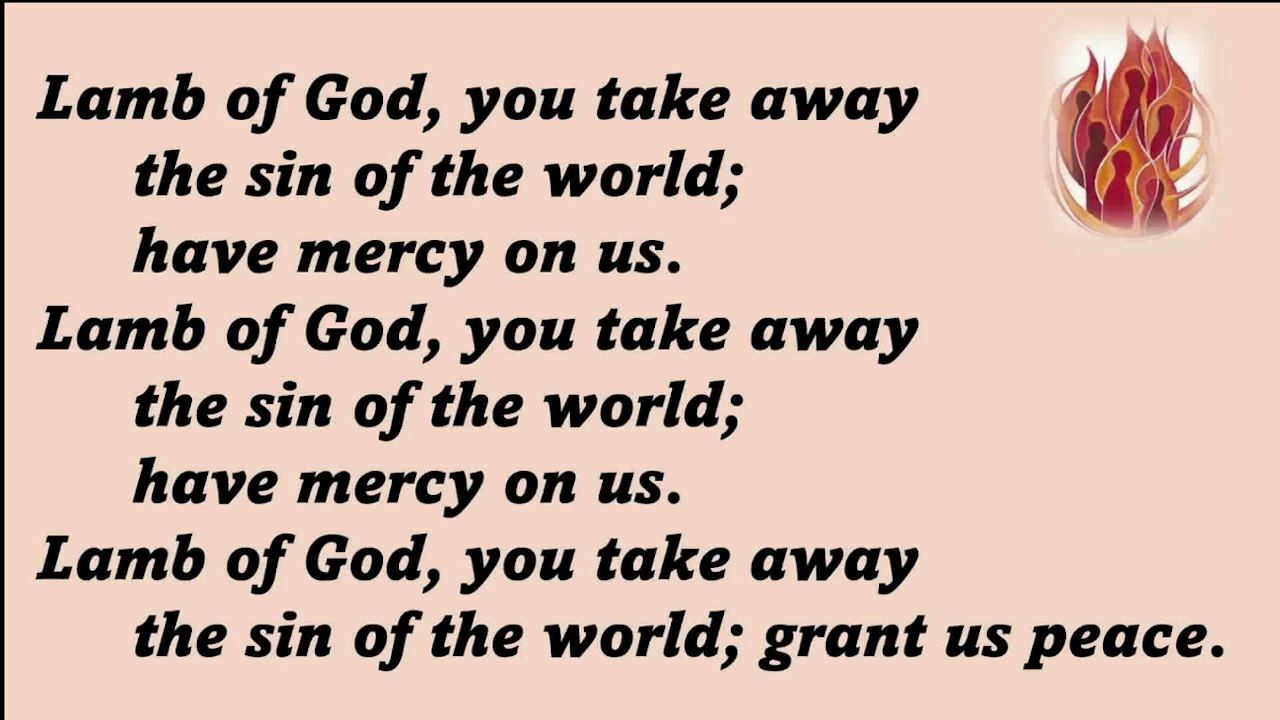 Lamb of God, you take away
the sin of the world;
have mercy on us.
Lamb of God, you take away
the sin of the world;
have mercy on us.
Lamb of God, you take away
the sin of the world; grant us peace.